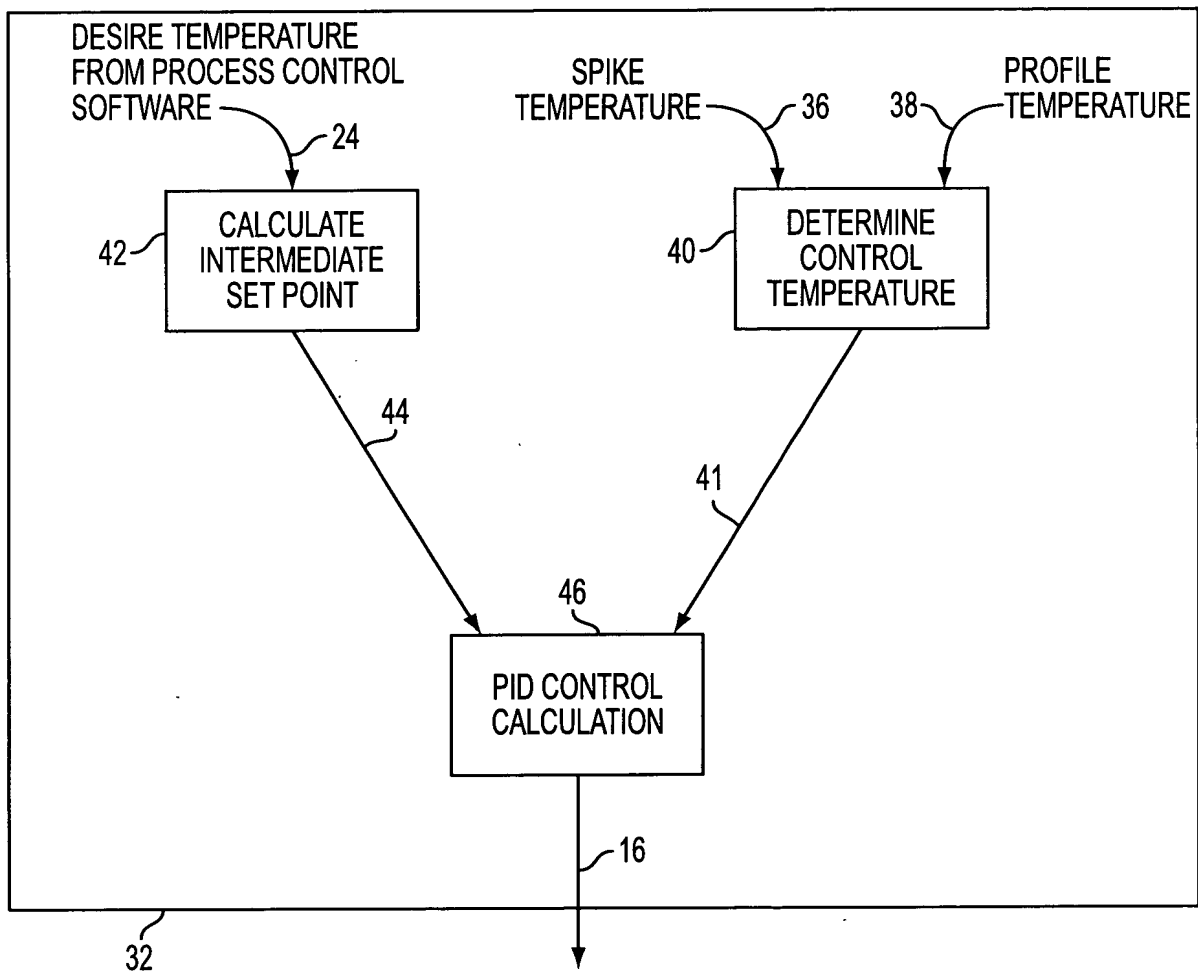 DESIRE TEMPERATURE
FROM PROCESS CONTROL
SOFTWARE
24
SPIKE
TEMPERATURE
36
38
PROFILE
TEMPERATURE
42
CALCULATE
INTERMEDIATE
SET POINT
40
DETERMINE
CONTROL
TEMPERATURE
44
41
46
PID CONTROL
CALCULATION
16
32